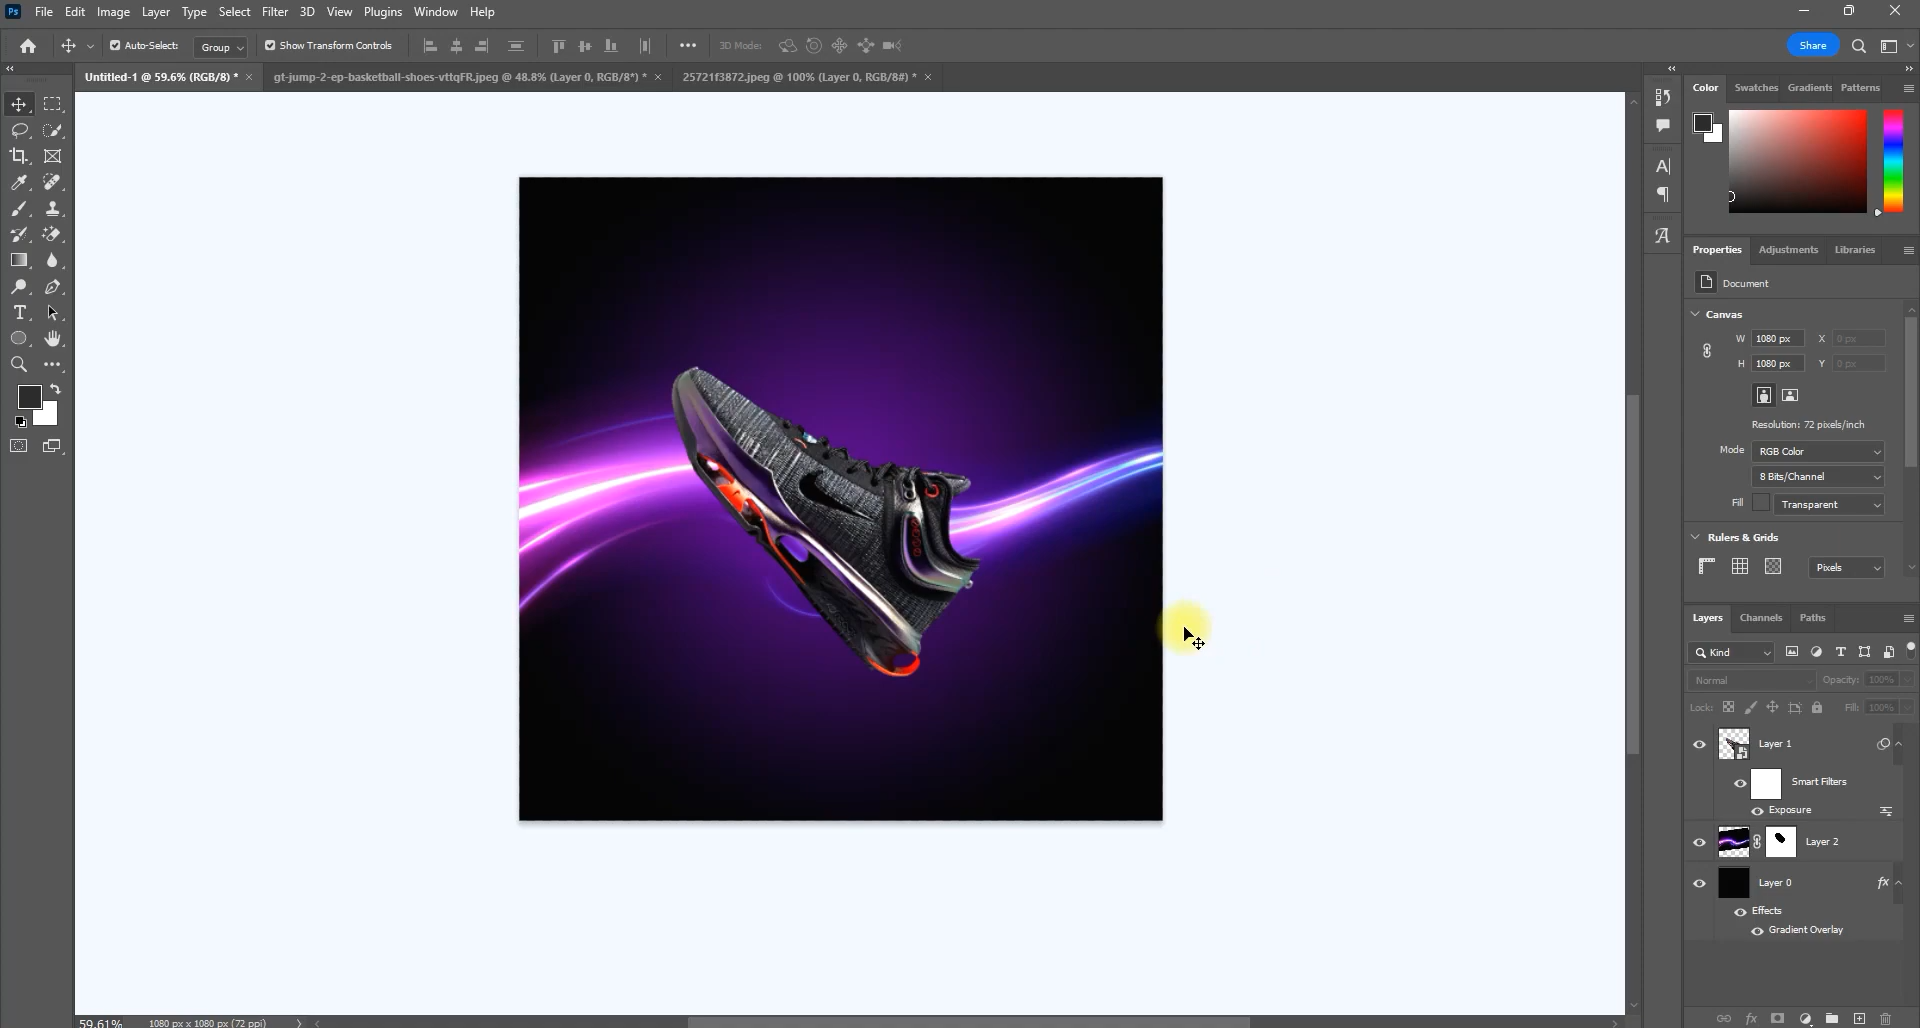 Ps File Edit Image Layer Type Select Filter 3D View Plugins Window Help
Auto-Select: Group Show Transform Controls 3D Mode: Share
Untitled-1 @ 59.6% (RGB/8) * × gt-jump-2-ep-basketball-shoes-vttqFR.jpeg @ 48.8% (Layer 0, RGB/8*) * × 25721f3872.jpeg @ 100% (Layer 0, RGB/8#) * ×
Color Swatches Gradients Patterns
Properties Adjustments Libraries
Document
Canvas
W 1080 px X 0 px
H 1080 px Y 0 px
Resolution: 72 pixels/inch
Mode RGB Color
8 Bits/Channel
Fill Transparent
Rulers & Grids
Pixels
Layers Channels Paths
Kind
Normal Opacity: 100%
Lock: Fill: 100%
Layer 1
Smart Filters
Exposure
Layer 2
Layer 0 fx
Effects
Gradient Overlay
59.61% 1080 px x 1080 px (72 ppi)